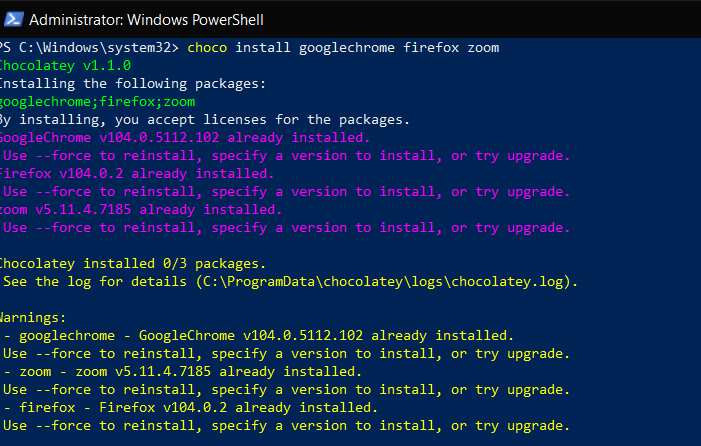 Administrator: Windows PowerShell
PS C:\Windows\system32> choco install googlechrome firefox zoom
Chocolatey v1.1.0
Installing the following packages:
googlechrome;firefox;zoom
By installing, you accept licenses for the packages.
GoogleChrome v104.0.5112.102 already installed.
Use --force to reinstall, specify a version to install, or try upgrade.
Firefox v104.0.2 already installed.
Use --force to reinstall, specify a version to install, or try upgrade.
zoom v5.11.4.7185 already installed.
Use --force to reinstall, specify a version to install, or try upgrade.
Chocolatey installed 0/3 packages.
See the log for details (C:\ProgramData\chocolatey\logs\chocolatey.log).
Warnings:
- googlechrome - GoogleChrome v104.0.5112.102 already installed.
Use --force to reinstall, specify a version to install, or try upgrade.
- zoom - zoom v5.11.4.7185 already installed.
Use --force to reinstall, specify a version to install, or try upgrade.
- firefox - Firefox v104.0.2 already installed.
Use --force to reinstall, specify a version to install, or try upgrade.